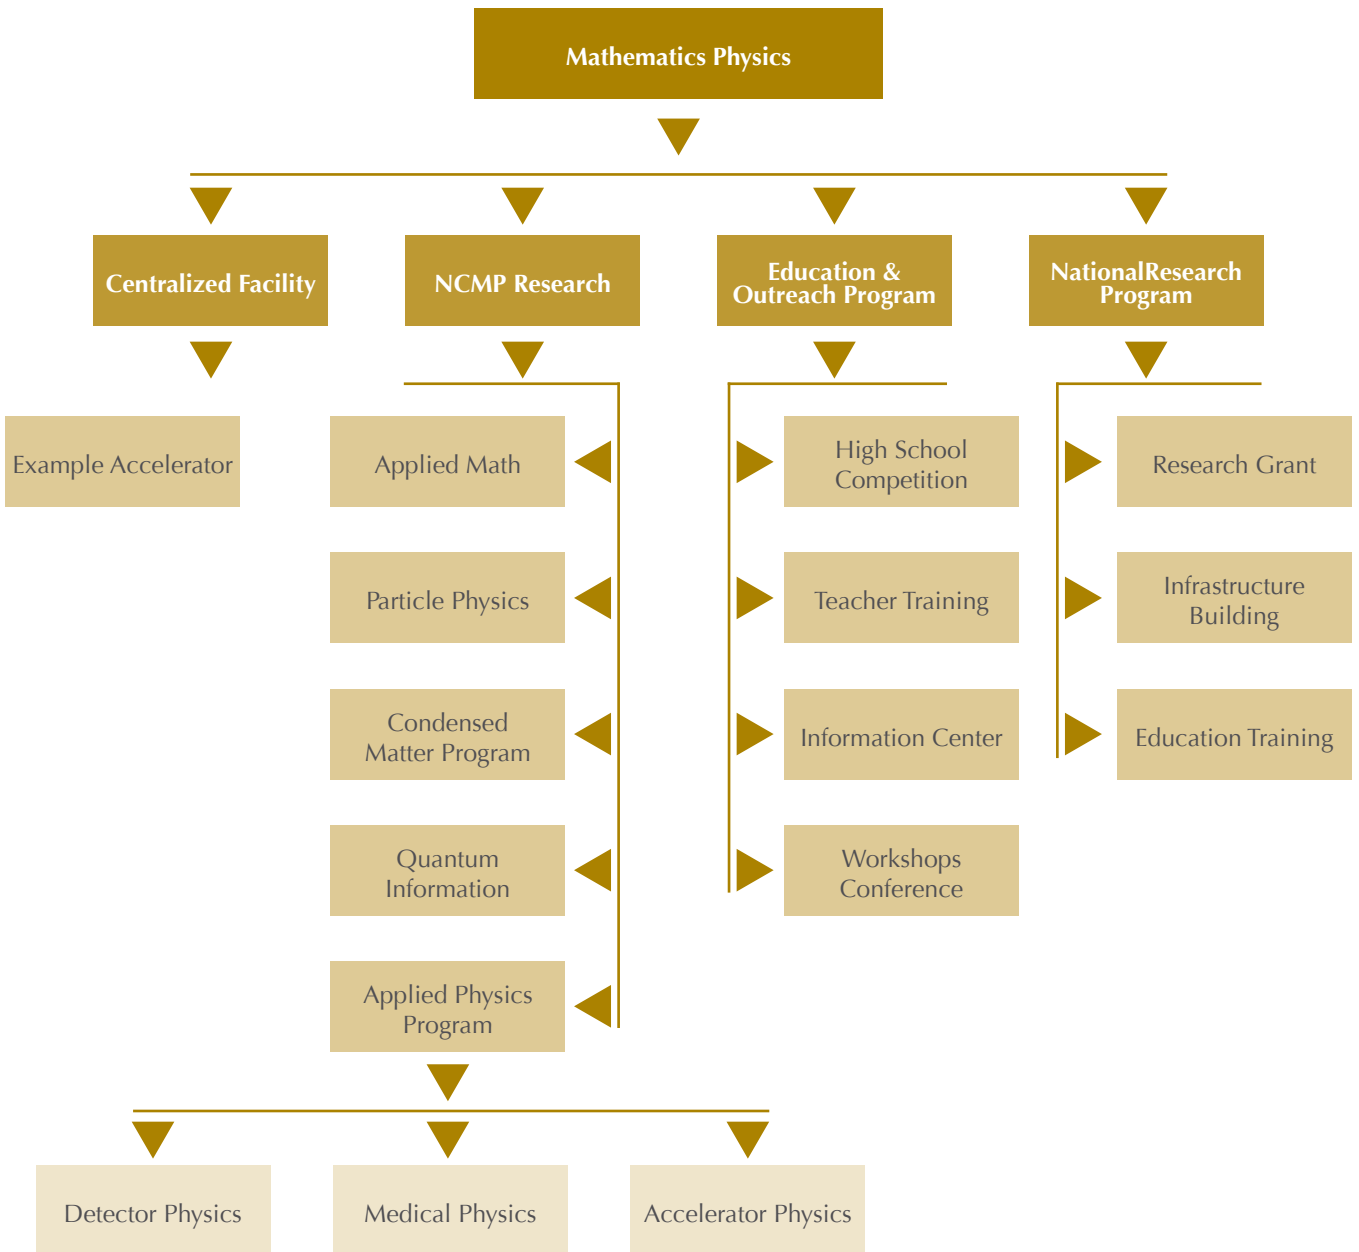 Mathematics Physics
Centralized Facility
NCMP Research
Education &
Outreach Program
NationalResearch
Program
Example Accelerator
Applied Math
High School
Competition
Research Grant
Particle Physics
Teacher Training
Infrastructure
Building
Condensed
Matter Program
Information Center
Education Training
Quantum
Information
Workshops
Conference
Applied Physics
Program
Detector Physics
Medical Physics
Accelerator Physics